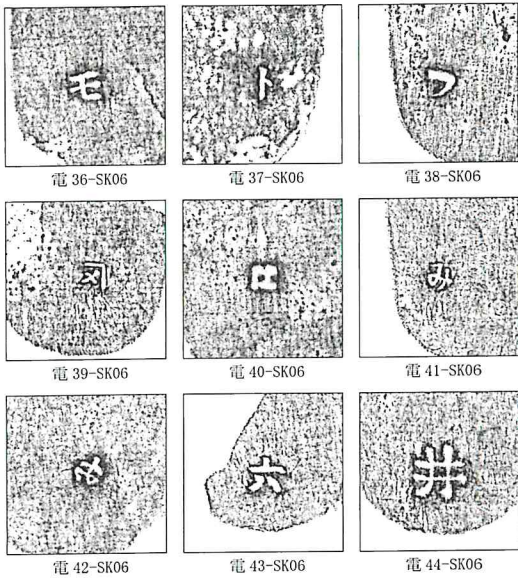 モ ト フ
電 36-SK06 電 37-SK06 電 38-SK06
エ み
電 39-SK06 電 40-SK06 電 41-SK06
六 井
電 42-SK06 電 43-SK06 電 44-SK06